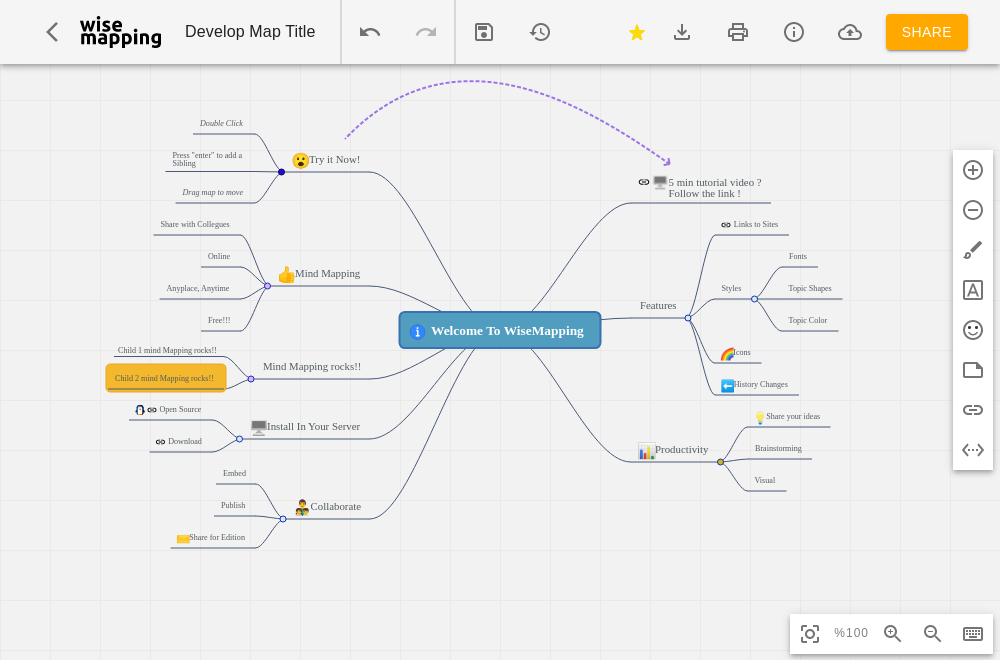 wise
mapping
Develop Map Title
SHARE
Double Click
Press "enter" to add a
Sibling
Drag map to move
Try it Now!
Share with Collegues
Online
Anyplace, Anytime
Free!!!
Mind Mapping
Child 1 mind Mapping rocks!!
Child 2 mind Mapping rocks!!
Mind Mapping rocks!!
Open Source
Download
Install In Your Server
Embed
Publish
Share for Edition
Collaborate
Welcome To WiseMapping
5 min tutorial video ?
Follow the link !
Features
Links to Sites
Styles
Fonts
Topic Shapes
Topic Color
Icons
History Changes
Productivity
Share your ideas
Brainstorming
Visual
A
%100